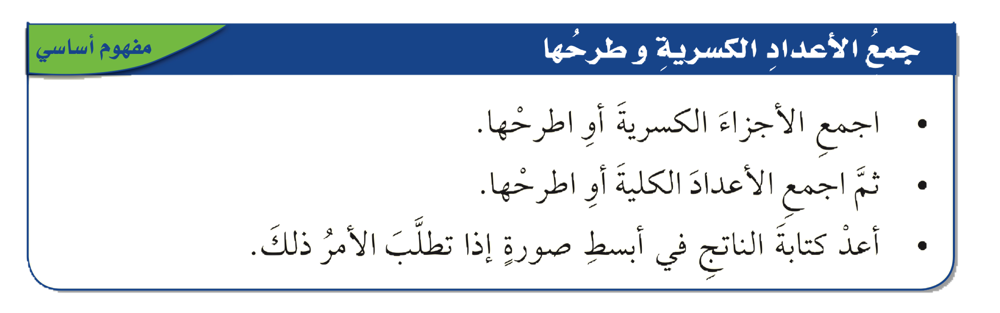 جمعُ الأعدادِ الكسريةِ و طرحُها
مفهوم أساسي
• اجمعِ الأجزاءَ الكسريةَ أوِ اطرحْها.
• ثمَّ اجمعِ الأعدادَ الكليةَ أوِ اطرحْها.
• أعدْ كتابةَ الناتجِ في أبسطِ صورةٍ إذا تطلَّبَ الأمرُ ذلكَ.